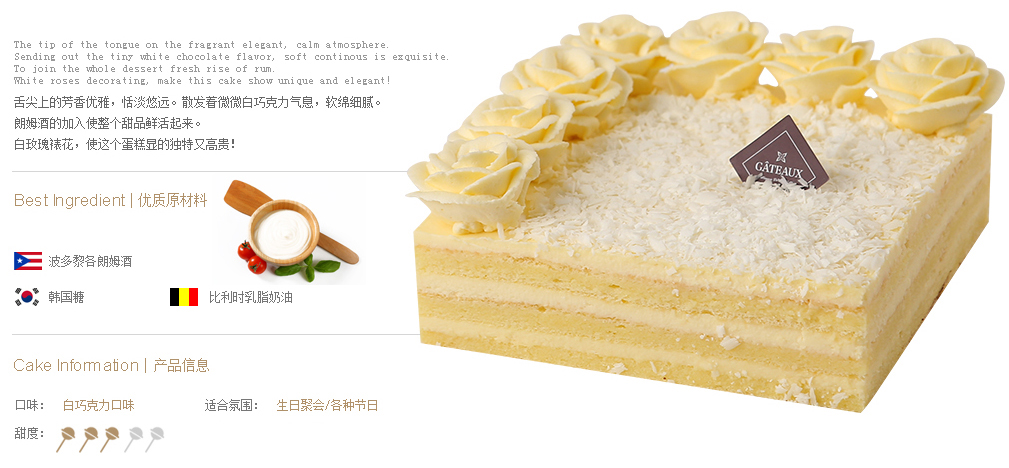 The tip of the tongue on the fragrant elegant, calm atmosphere.
Sending out the tiny white chocolate flavor, soft continous is exquisite.
To join the whole dessert fresh rise of rum.
White roses decorating, make this cake show unique and elegant!
舌尖上的芳香优雅，恬淡悠远。散发着微微白巧克力气息，软绵细腻。
朗姆酒的加入使整个甜品鲜活起来。
白玫瑰裱花，使这个蛋糕显的独特又高贵！
GÂTEAUX
Best Ingredient | 优质原材料
波多黎各朗姆酒
韩国糖 比利时乳脂奶油
Cake Information | 产品信息
口味： 白巧克力口味 适合氛围： 生日聚会/各种节日
甜度：